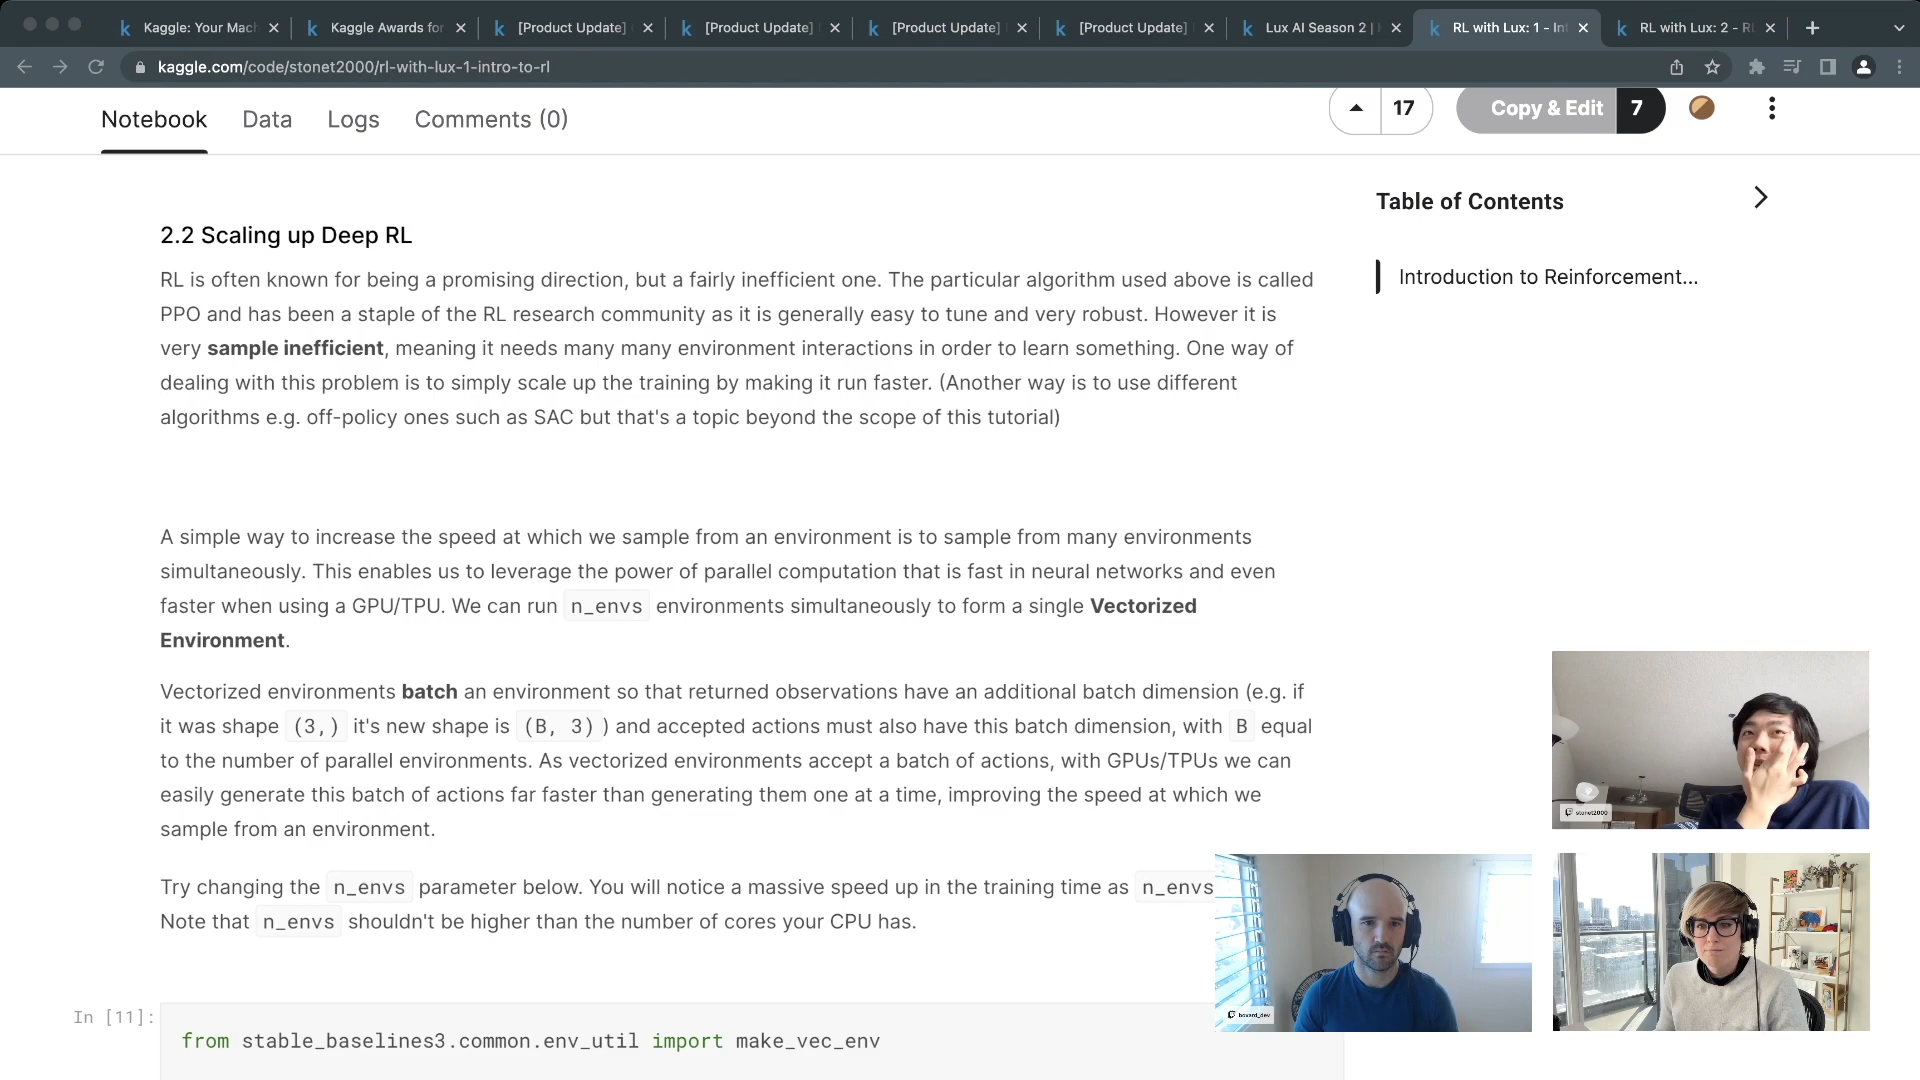 Kaggle: Your Mach
Kaggle Awards for
[Product Update]
[Product Update]
[Product Update]
[Product Update]
Lux AI Season 2 |
RL with Lux: 1 - In
RL with Lux: 2 - R
kaggle.com/code/stonet2000/rl-with-lux-1-intro-to-rl
Notebook Data Logs Comments (0)
17 Copy & Edit 7
Table of Contents
Introduction to Reinforcement...
2.2 Scaling up Deep RL
RL is often known for being a promising direction, but a fairly inefficient one. The particular algorithm used above is called
PPO and has been a staple of the RL research community as it is generally easy to tune and very robust. However it is
very sample inefficient, meaning it needs many many environment interactions in order to learn something. One way of
dealing with this problem is to simply scale up the training by making it run faster. (Another way is to use different
algorithms e.g. off-policy ones such as SAC but that's a topic beyond the scope of this tutorial)
A simple way to increase the speed at which we sample from an environment is to sample from many environments
simultaneously. This enables us to leverage the power of parallel computation that is fast in neural networks and even
faster when using a GPU/TPU. We can run n_envs environments simultaneously to form a single Vectorized
Environment.
Vectorized environments batch an environment so that returned observations have an additional batch dimension (e.g. if
it was shape (3,) it's new shape is (B, 3) ) and accepted actions must also have this batch dimension, with B equal
to the number of parallel environments. As vectorized environments accept a batch of actions, with GPUs/TPUs we can
easily generate this batch of actions far faster than generating them one at a time, improving the speed at which we
sample from an environment.
Try changing the n_envs parameter below. You will notice a massive speed up in the training time as n_envs
Note that n_envs shouldn't be higher than the number of cores your CPU has.
In [11]:
from stable_baselines3.common.env_util import make_vec_env
stonet2000
bovard_dev